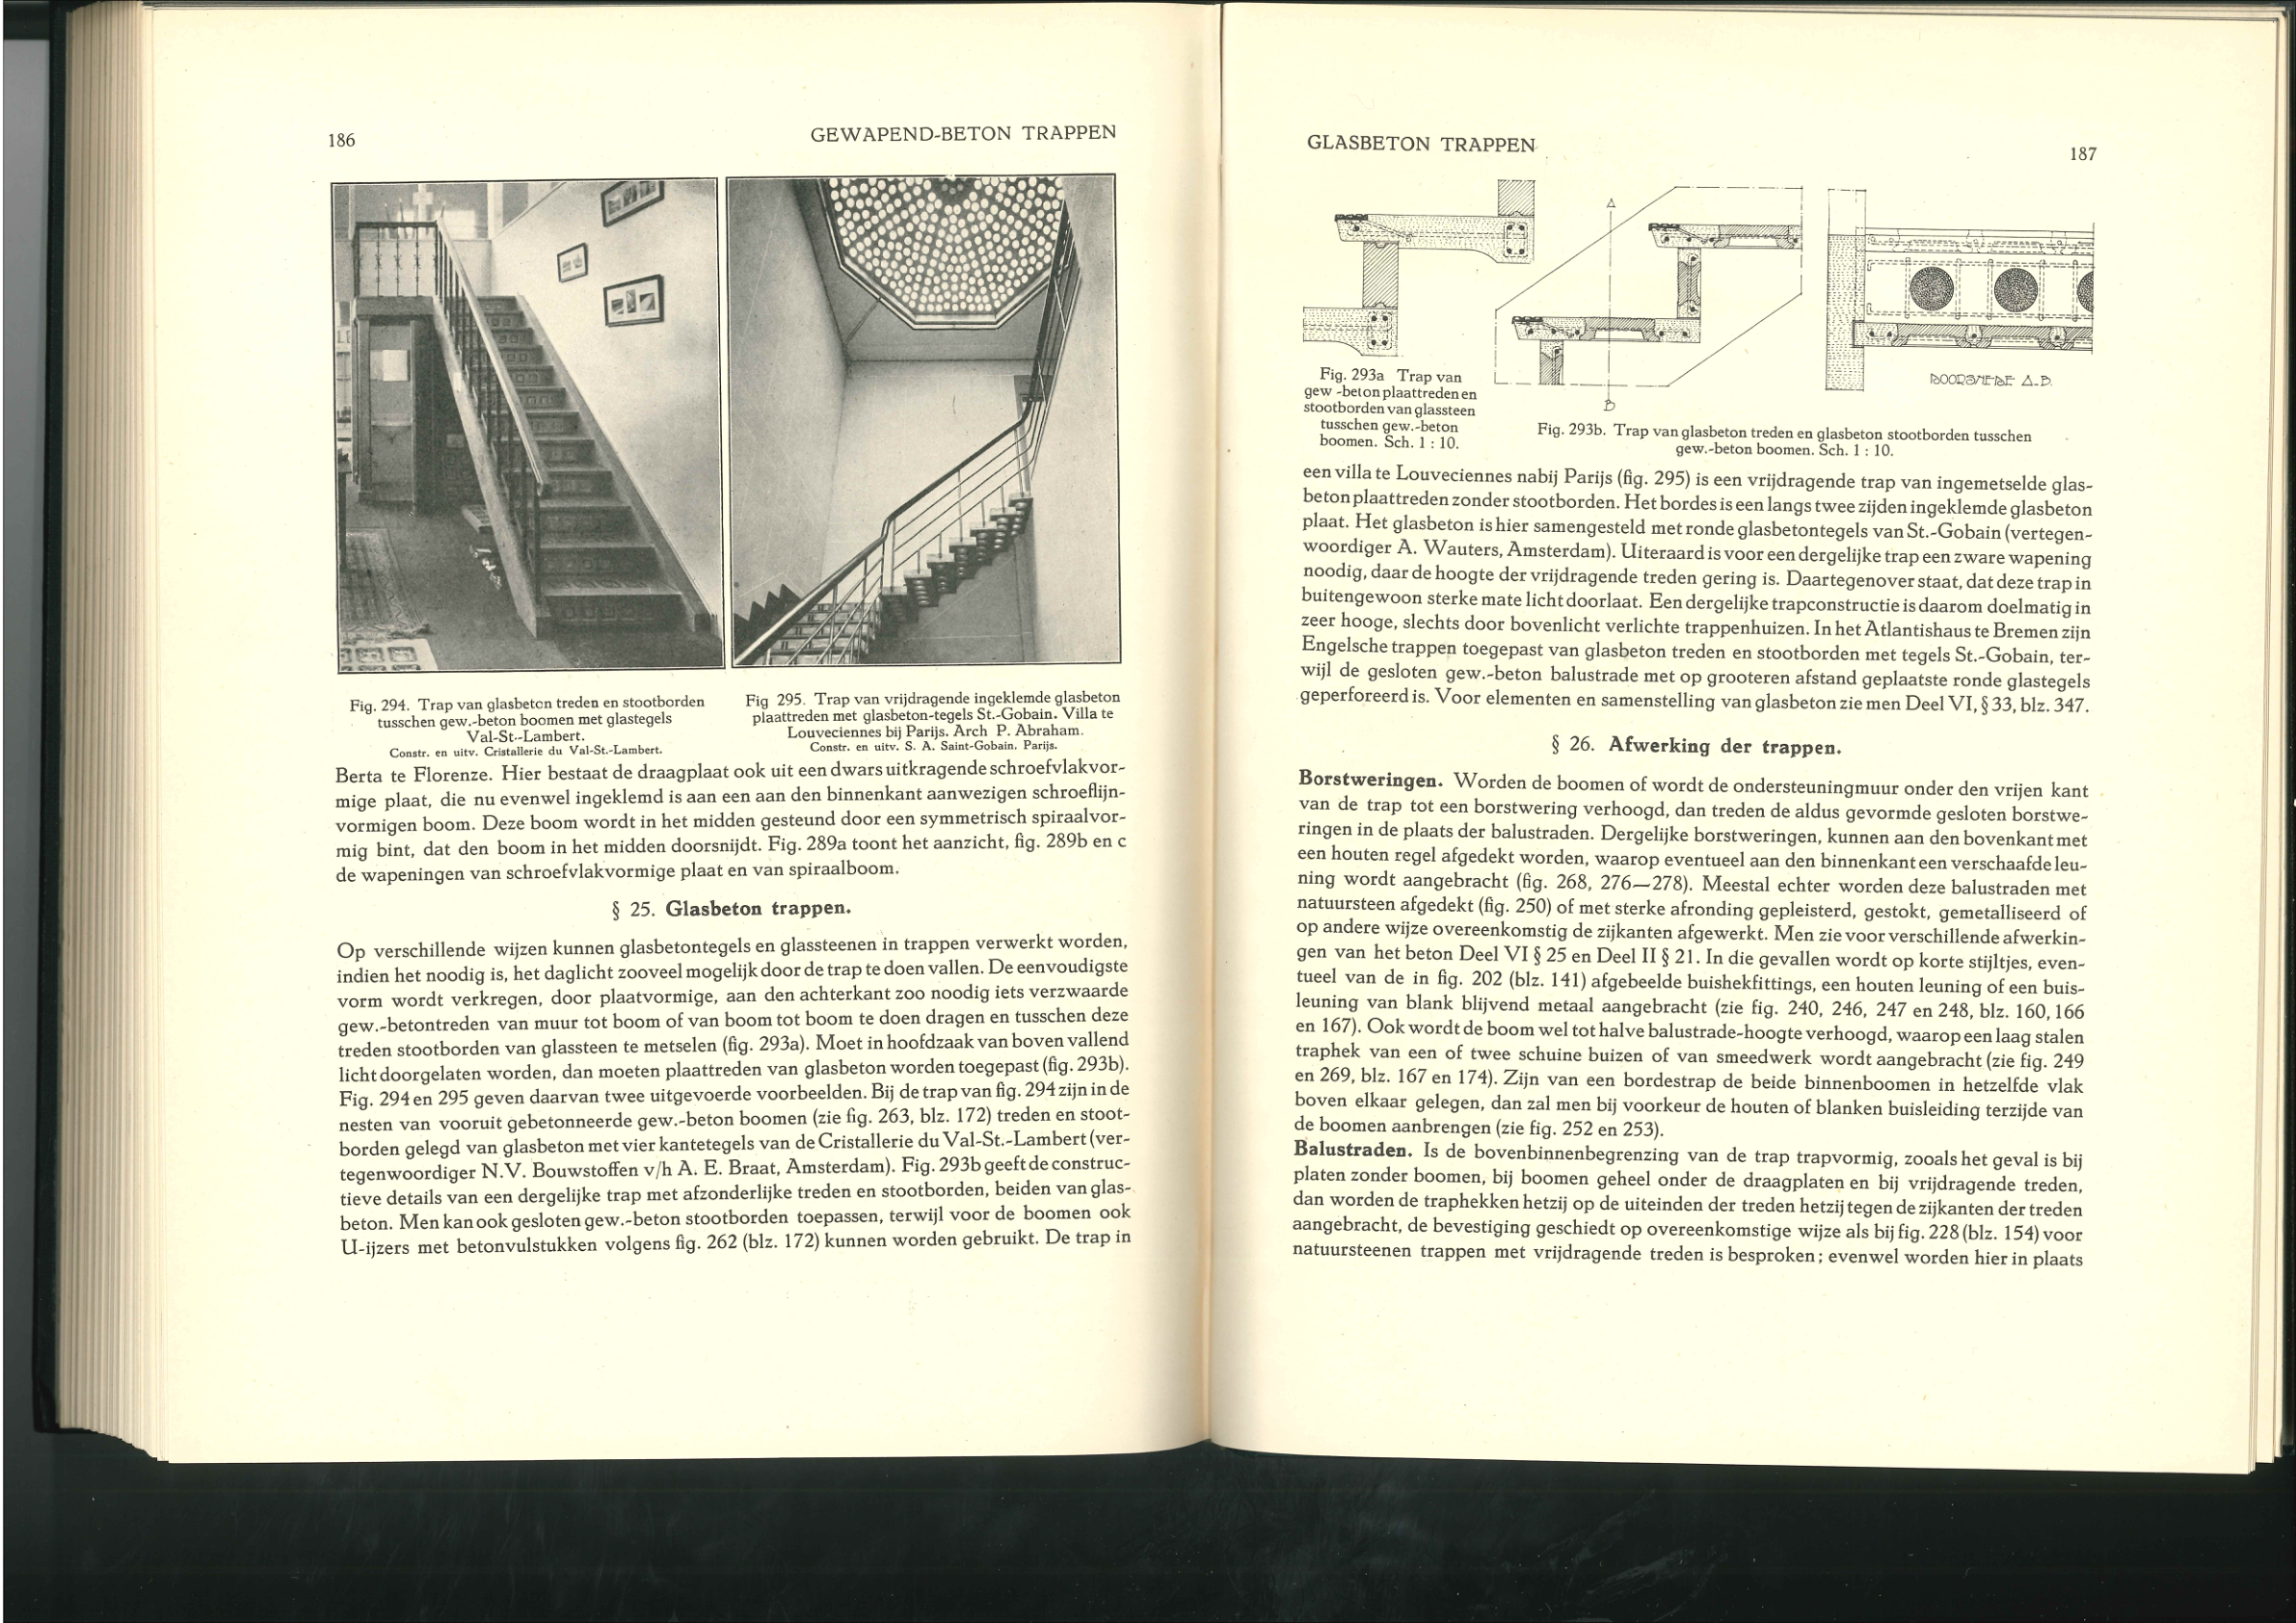 186
GEWAPEND-BETON TRAPPEN
Fig. 294. Trap van glasbeton treden en stootborden
tusschen gew.-beton boomen met glastegels
Val-St.-Lambert.
Constr. en uitv. Cristallerie du Val-St.-Lambert.
Fig 295. Trap van vrijdragende ingeklemde glasbeton
plaattreden met glasbeton-tegels St.-Gobain. Villa te
Louveciennes bij Parijs. Arch P. Abraham.
Constr. en uitv. S. A. Saint-Gobain. Parijs.
Berta te Florenze. Hier bestaat de draagplaat ook uit een dwars uitkragende schroefvlakvor-
mige plaat, die nu evenwel ingeklemd is aan een aan den binnenkant aanwezigen schroeflijn-
vormigen boom. Deze boom wordt in het midden gesteund door een symmetrisch spiraalvor-
mig bint, dat den boom in het midden doorsnijdt. Fig. 289a toont het aanzicht, fig. 289b en c
de wapeningen van schroefvlakvormige plaat en van spiraalboom.
§ 25. Glasbeton trappen.
Op verschillende wijzen kunnen glasbetontegels en glassteenen in trappen verwerkt worden,
indien het noodig is, het daglicht zooveel mogelijk door de trap te doen vallen. De eenvoudigste
vorm wordt verkregen, door plaatvormige, aan den achterkant zoo noodig iets verzwaarde
gew.-betontreden van muur tot boom of van boom tot boom te doen dragen en tusschen deze
treden stootborden van glassteen te metselen (fig. 293a). Moet in hoofdzaak van boven vallend
licht doorgelaten worden, dan moeten plaattreden van glasbeton worden toegepast (fig. 293b).
Fig. 294 en 295 geven daarvan twee uitgevoerde voorbeelden. Bij de trap van fig. 294 zijn in de
nesten van vooruit gebetonneerde gew.-beton boomen (zie fig. 263, blz. 172) treden en stoot-
borden gelegd van glasbeton met vier kantetegels van de Cristallerie du Val-St.-Lambert (ver-
tegenwoordiger N.V. Bouwstoffen v/h A. E. Braat, Amsterdam). Fig. 293b geeft de construc-
tieve details van een dergelijke trap met afzonderlijke treden en stootborden, beiden van glas-
beton. Men kan ook gesloten gew.-beton stootborden toepassen, terwijl voor de boomen ook
U-ijzers met betonvulstukken volgens fig. 262 (blz. 172) kunnen worden gebruikt. De trap in
GLASBETON TRAPPEN
187
A
B
DOORSNEDE A-B.
Fig. 293a Trap van
gew -beton plaattreden en
stootborden van glassteen
tusschen gew.-beton
boomen. Sch. 1 : 10.
Fig. 293b. Trap van glasbeton treden en glasbeton stootborden tusschen
gew.-beton boomen. Sch. 1 : 10.
een villa te Louveciennes nabij Parijs (fig. 295) is een vrijdragende trap van ingemetselde glas-
beton plaattreden zonder stootborden. Het bordes is een langs twee zijden ingeklemde glasbeton
plaat. Het glasbeton is hier samengesteld met ronde glasbetontegels van St.-Gobain (vertegen-
woordiger A. Wauters, Amsterdam). Uiteraard is voor een dergelijke trap een zware wapening
noodig, daar de hoogte der vrijdragende treden gering is. Daartegenover staat, dat deze trap in
buitengewoon sterke mate licht doorlaat. Een dergelijke trapconstructie is daarom doelmatig in
zeer hooge, slechts door bovenlicht verlichte trappenhuizen. In het Atlantishaus te Bremen zijn
Engelsche trappen toegepast van glasbeton treden en stootborden met tegels St.-Gobain, ter-
wijl de gesloten gew.-beton balustrade met op grooteren afstand geplaatste ronde glastegels
geperforeerd is. Voor elementen en samenstelling van glasbeton zie men Deel VI, § 33, blz. 347.
§ 26. Afwerking der trappen.
Borstweringen. Worden de boomen of wordt de ondersteuningmuur onder den vrijen kant
van de trap tot een borstwering verhoogd, dan treden de aldus gevormde gesloten borstwe-
ringen in de plaats der balustraden. Dergelijke borstweringen, kunnen aan den bovenkant met
een houten regel afgedekt worden, waarop eventueel aan den binnenkant een verschaafde leu-
ning wordt aangebracht (fig. 268, 276—278). Meestal echter worden deze balustraden met
natuursteen afgedekt (fig. 250) of met sterke afronding gepleisterd, gestokt, gemetalliseerd of
op andere wijze overeenkomstig de zijkanten afgewerkt. Men zie voor verschillende afwerkin-
gen van het beton Deel VI § 25 en Deel II § 21. In die gevallen wordt op korte stijltjes, even-
tueel van de in fig. 202 (blz. 141) afgebeelde buishekfittings, een houten leuning of een buis-
leuning van blank blijvend metaal aangebracht (zie fig. 240, 246, 247 en 248, blz. 160, 166
en 167). Ook wordt de boom wel tot halve balustrade-hoogte verhoogd, waarop een laag stalen
traphek van een of twee schuine buizen of van smeedwerk wordt aangebracht (zie fig. 249
en 269, blz. 167 en 174). Zijn van een bordestrap de beide binnenboomen in hetzelfde vlak
boven elkaar gelegen, dan zal men bij voorkeur de houten of blanken buisleiding terzijde van
de boomen aanbrengen (zie fig. 252 en 253).
Balustraden. Is de bovenbinnenbegrenzing van de trap trapvormig, zooals het geval is bij
platen zonder boomen, bij boomen geheel onder de draagplaten en bij vrijdragende treden,
dan worden de traphekken hetzij op de uiteinden der treden hetzij tegen de zijkanten der treden
aangebracht, de bevestiging geschiedt op overeenkomstige wijze als bij fig. 228 (blz. 154) voor
natuursteenen trappen met vrijdragende treden is besproken; evenwel worden hier in plaats